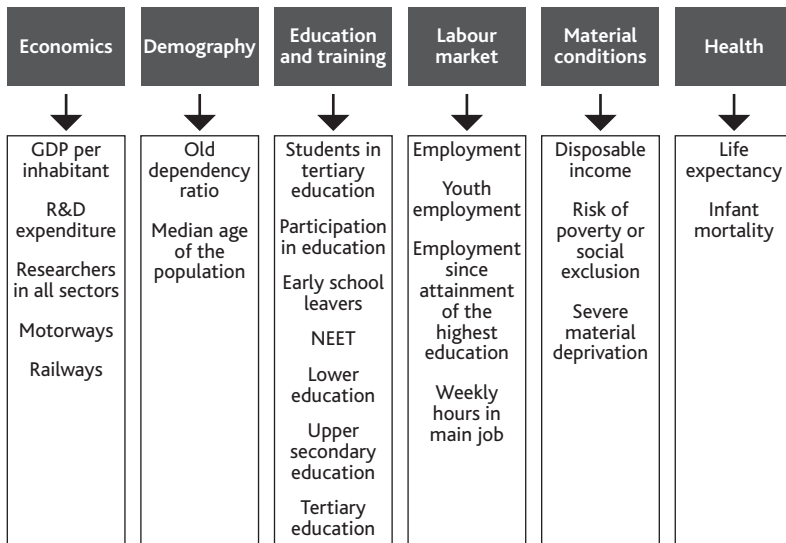 Economics
GDP per
inhabitant
R&D
expenditure
Researchers
in all sectors
Motorways
Railways
Demography
Old
dependency
ratio
Median age
of the
population
Education
and training
Students in
tertiary
education
Participation
in education
Early school
leavers
NEET
Lower
education
Upper
secondary
education
Tertiary
education
Labour
market
Employment
Youth
employment
Employment
since
attainment
of the
highest
education
Weekly
hours in
main job
Material
conditions
Disposable
income
Risk of
poverty or
social
exclusion
Severe
material
deprivation
Health
Life
expectancy
Infant
mortality